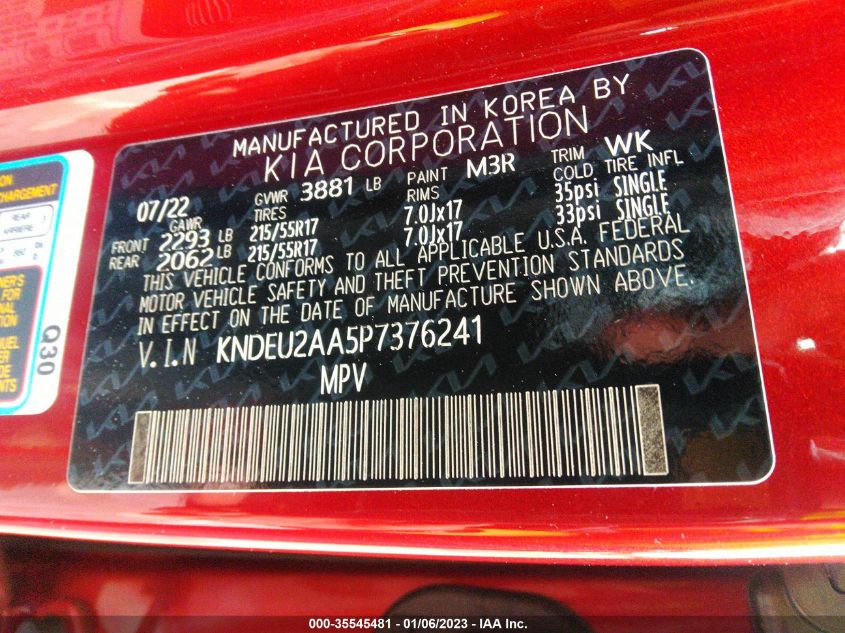 MANUFACTURED IN KOREA BY
KIA CORPORATION
07/22 GVWR 3881 LB PAINT M3R TRIM WK
GAWR TIRES RIMS COLD TIRE INFL
FRONT 2293 LB 215/55R17 7.0Jx17 35psi SINGLE
REAR 2062 LB 215/55R17 7.0Jx17 33psi SINGLE
THIS VEHICLE CONFORMS TO ALL APPLICABLE U.S.A. FEDERAL
MOTOR VEHICLE SAFETY AND THEFT PREVENTION STANDARDS
IN EFFECT ON THE DATE OF MANUFACTURE SHOWN ABOVE.
V.I.N KNDEU2AA5P7376241
MPV
Q30
REAR
ARRIERE
000-35545481 — 01/06/2023 — IAA Inc.